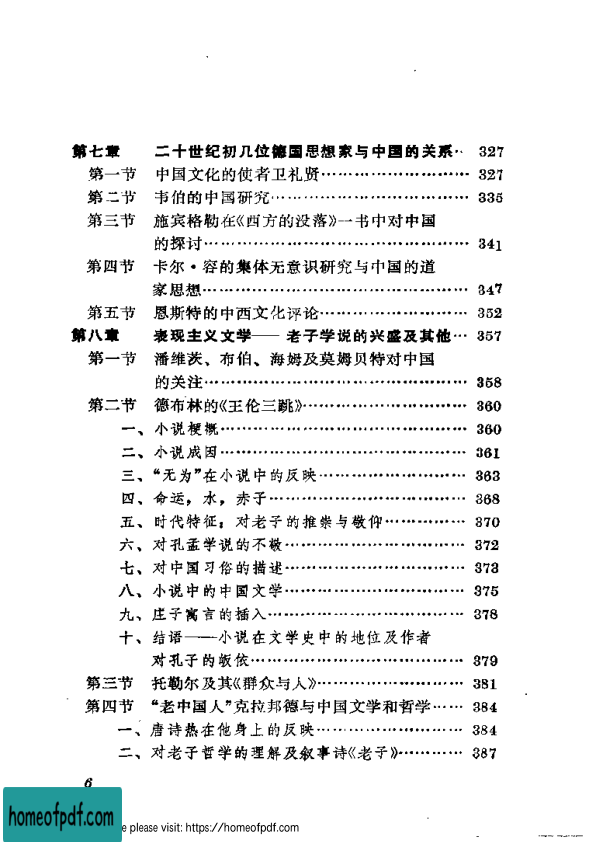 第七章 二十世纪初几位德国思想家与中国的关系·· 327
第一节 中国文化的使者卫礼贤………………………… 327
第二节 韦伯的中国研究………………………………… 335
第三节 施宾格勒在《西方的没落》一书中对中国
的探讨…………………………………………… 341
第四节 卡尔·容的集体无意识研究与中国的道
家思想…………………………………………… 347
第五节 恩斯特的中西文化评论………………………… 352
第八章 表现主义文学——老子学说的兴盛及其他… 357
第一节 潘维茨、布伯、海姆及莫姆贝特对中国
的关注…………………………………………… 358
第二节 德布林的《王伦三跳》…………………………… 360
一、小说梗概………………………………………… 360
二、小说成因………………………………………… 361
三、“无为”在小说中的反映………………………… 363
四、命运，水，赤子………………………………… 368
五、时代特征：对老子的推崇与敬仰…………… 370
六、对孔孟学说的不敬……………………………… 372
七、对中国习俗的描述……………………………… 373
八、小说中的中国文学……………………………… 375
九、庄子寓言的插入………………………………… 378
十、结语——小说在文学史中的地位及作者
对孔子的皈依…………………………………… 379
第三节 托勒尔及其《群众与人》………………………… 381
第四节 “老中国人”克拉邦德与中国文学和哲学…… 384
一、唐诗热在他身上的反映………………………… 384
二、对老子哲学的理解及叙事诗《老子》………… 387
6
homeofpdf.com
e please visit: https://homeofpdf.com